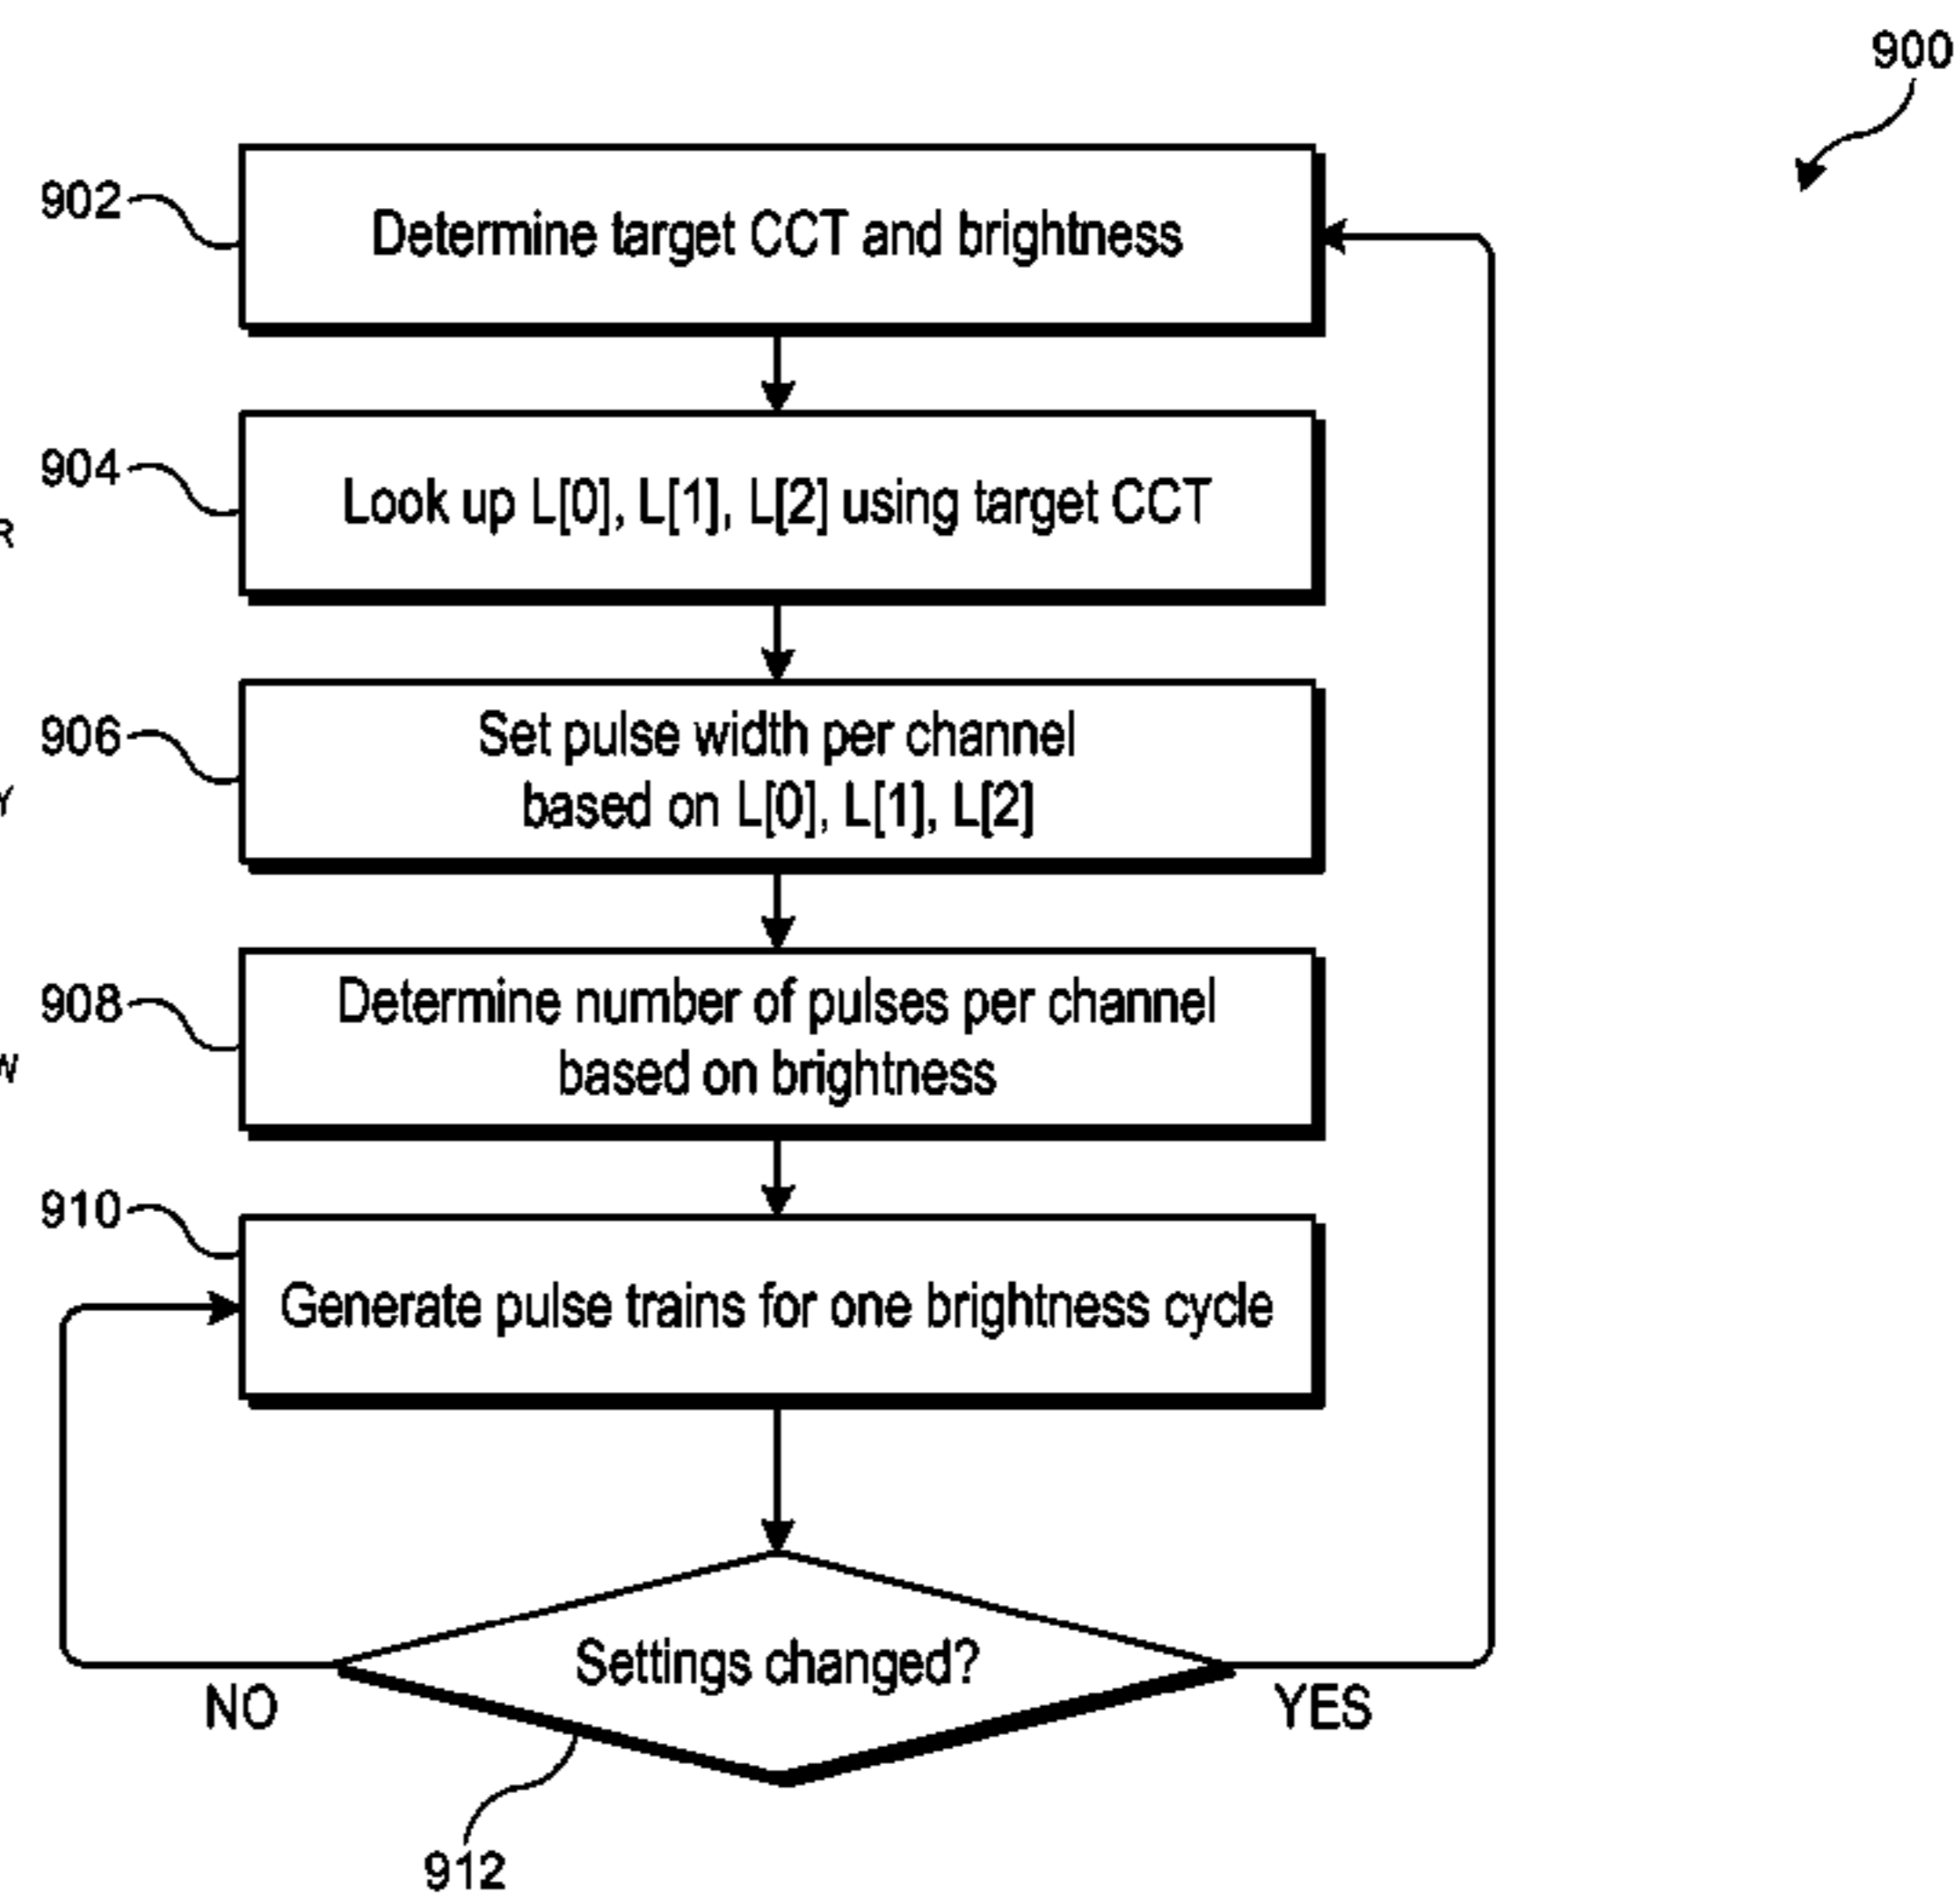 900
902
Determine target CCT and brightness
904
Look up L[0], L[1], L[2] using target CCT
R
906
Set pulse width per channel
based on L[0], L[1], L[2]
Y
908
Determine number of pulses per channel
based on brightness
W
910
Generate pulse trains for one brightness cycle
Settings changed?
NO
YES
912